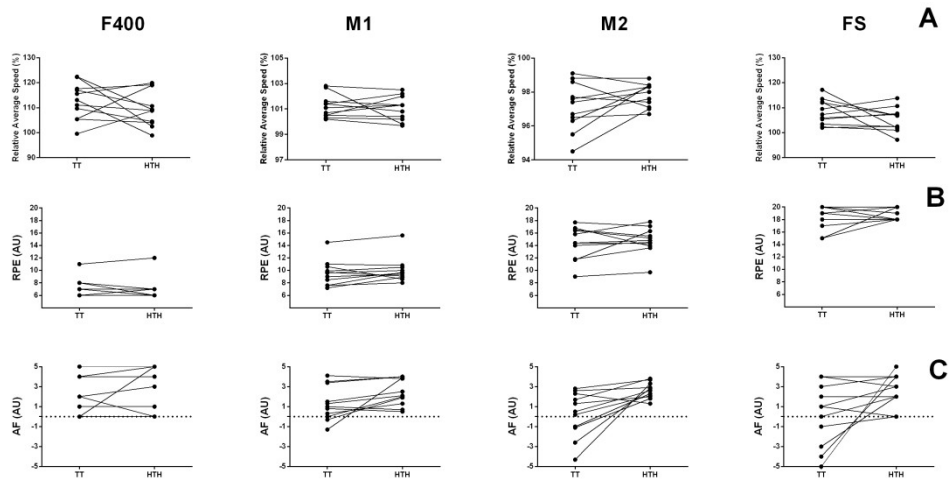 F400 M1 M2 FS A
Relative Average Speed (%) 130 120 110 100 90 TT HTH
Relative Average Speed (%) 105 103 101 99 97 TT HTH
Relative Average Speed (%) 100 98 96 94 TT HTH
Relative Average Speed (%) 130 120 110 100 90 TT HTH
B
RPE (AU) 20 18 16 14 12 10 8 6 TT HTH
RPE (AU) 20 18 16 14 12 10 8 6 TT HTH
RPE (AU) 20 18 16 14 12 10 8 6 TT HTH
RPE (AU) 20 18 16 14 12 10 8 6 TT HTH
C
AF (AU) 5 3 1 -1 -3 -5 TT HTH
AF (AU) 5 3 1 -1 -3 -5 TT HTH
AF (AU) 5 3 1 -1 -3 -5 TT HTH
AF (AU) 5 3 1 -1 -3 -5 TT HTH